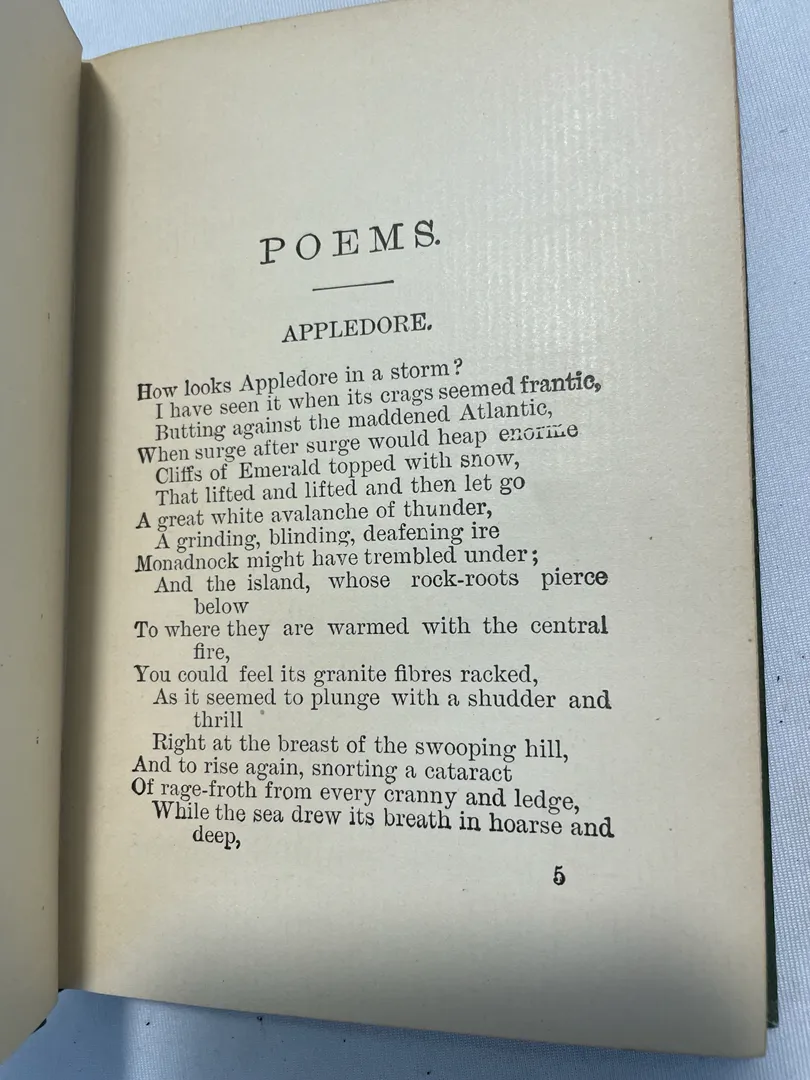 POEMS.
APPLEDORE.
How looks Appledore in a storm?
I have seen it when its crags seemed frantic,
Butting against the maddened Atlantic,
When surge after surge would heap enorme
Cliffs of Emerald topped with snow,
That lifted and lifted and then let go
A great white avalanche of thunder,
A grinding, blinding, deafening ire
Monadnock might have trembled under;
And the island, whose rock-roots pierce
below
To where they are warmed with the central
fire,
You could feel its granite fibres racked,
As it seemed to plunge with a shudder and
thrill
Right at the breast of the swooping hill,
And to rise again, snorting a cataract
Of rage-froth from every cranny and ledge,
While the sea drew its breath in hoarse and
deep,
5